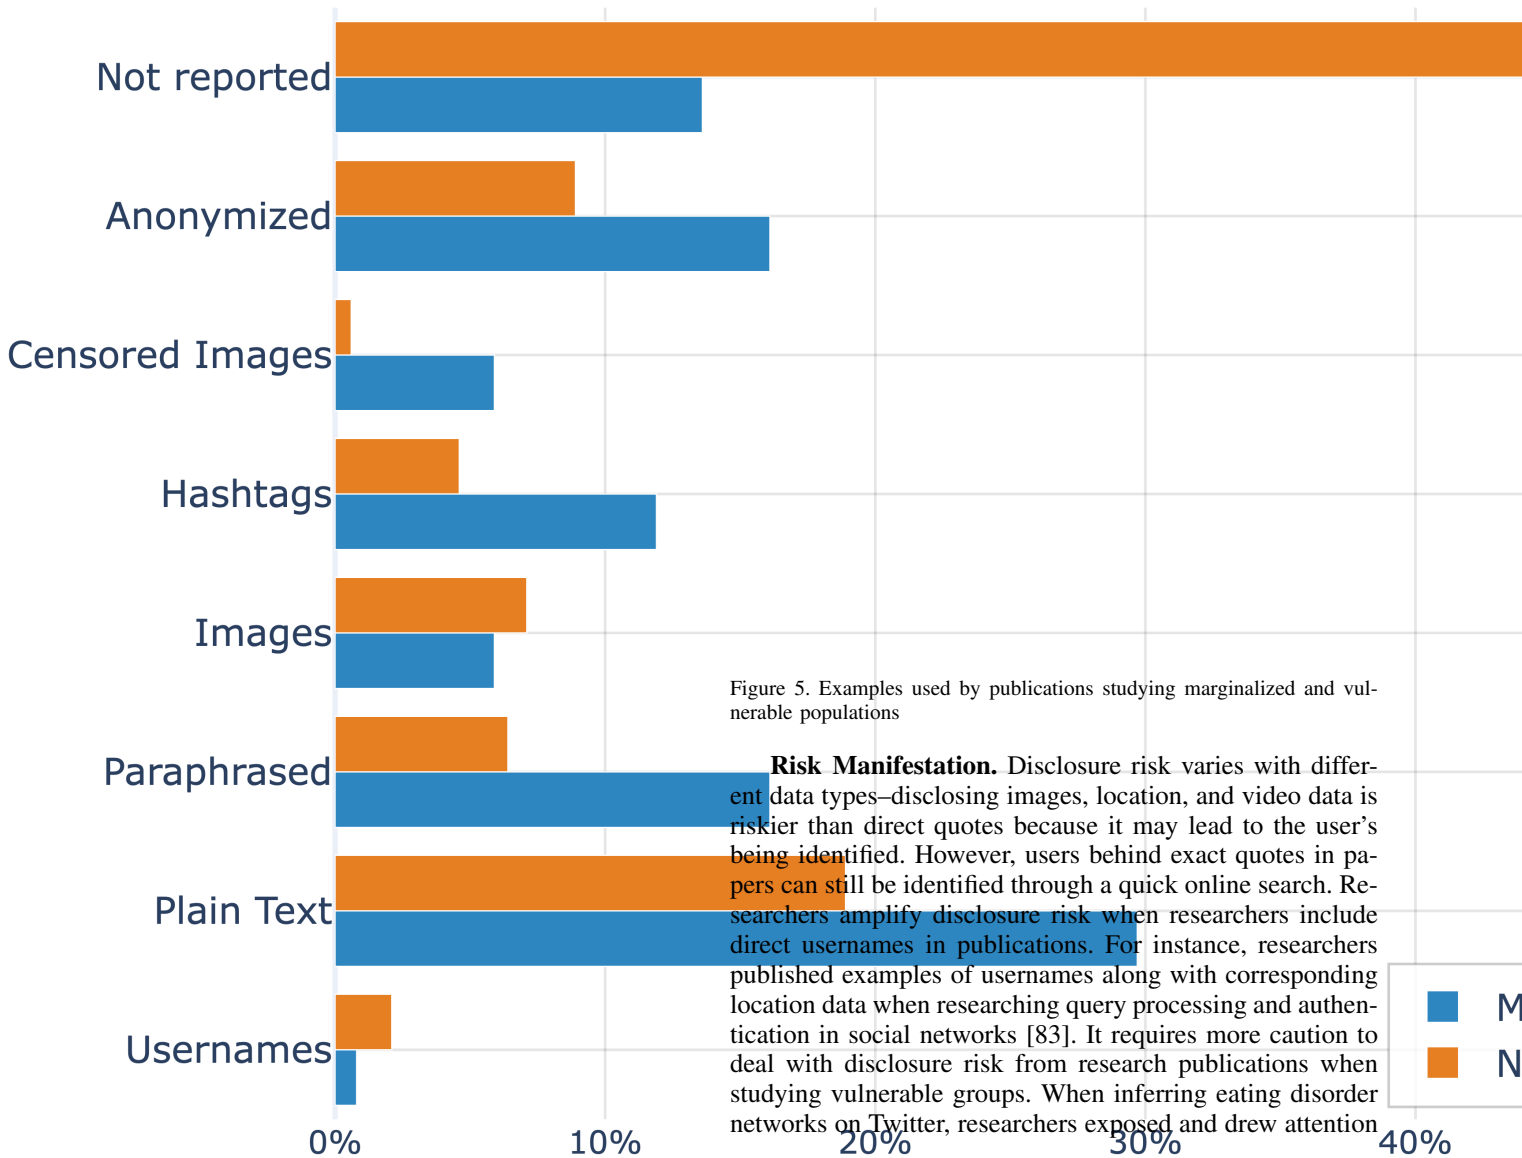 Not reported
Anonymized
Censored Images
Hashtags
Images
Paraphrased
Plain Text
Usernames
0% 10% 20% 30% 40%
M
N
Figure 5. Examples used by publications studying marginalized and vul-
nerable populations
Risk Manifestation. Disclosure risk varies with differ-
ent data types–disclosing images, location, and video data is
riskier than direct quotes because it may lead to the user's
being identified. However, users behind exact quotes in pa-
pers can still be identified through a quick online search. Re-
searchers amplify disclosure risk when researchers include
direct usernames in publications. For instance, researchers
published examples of usernames along with corresponding
location data when researching query processing and authen-
tication in social networks [83]. It requires more caution to
deal with disclosure risk from research publications when
studying vulnerable groups. When inferring eating disorder
networks on Twitter, researchers exposed and drew attention